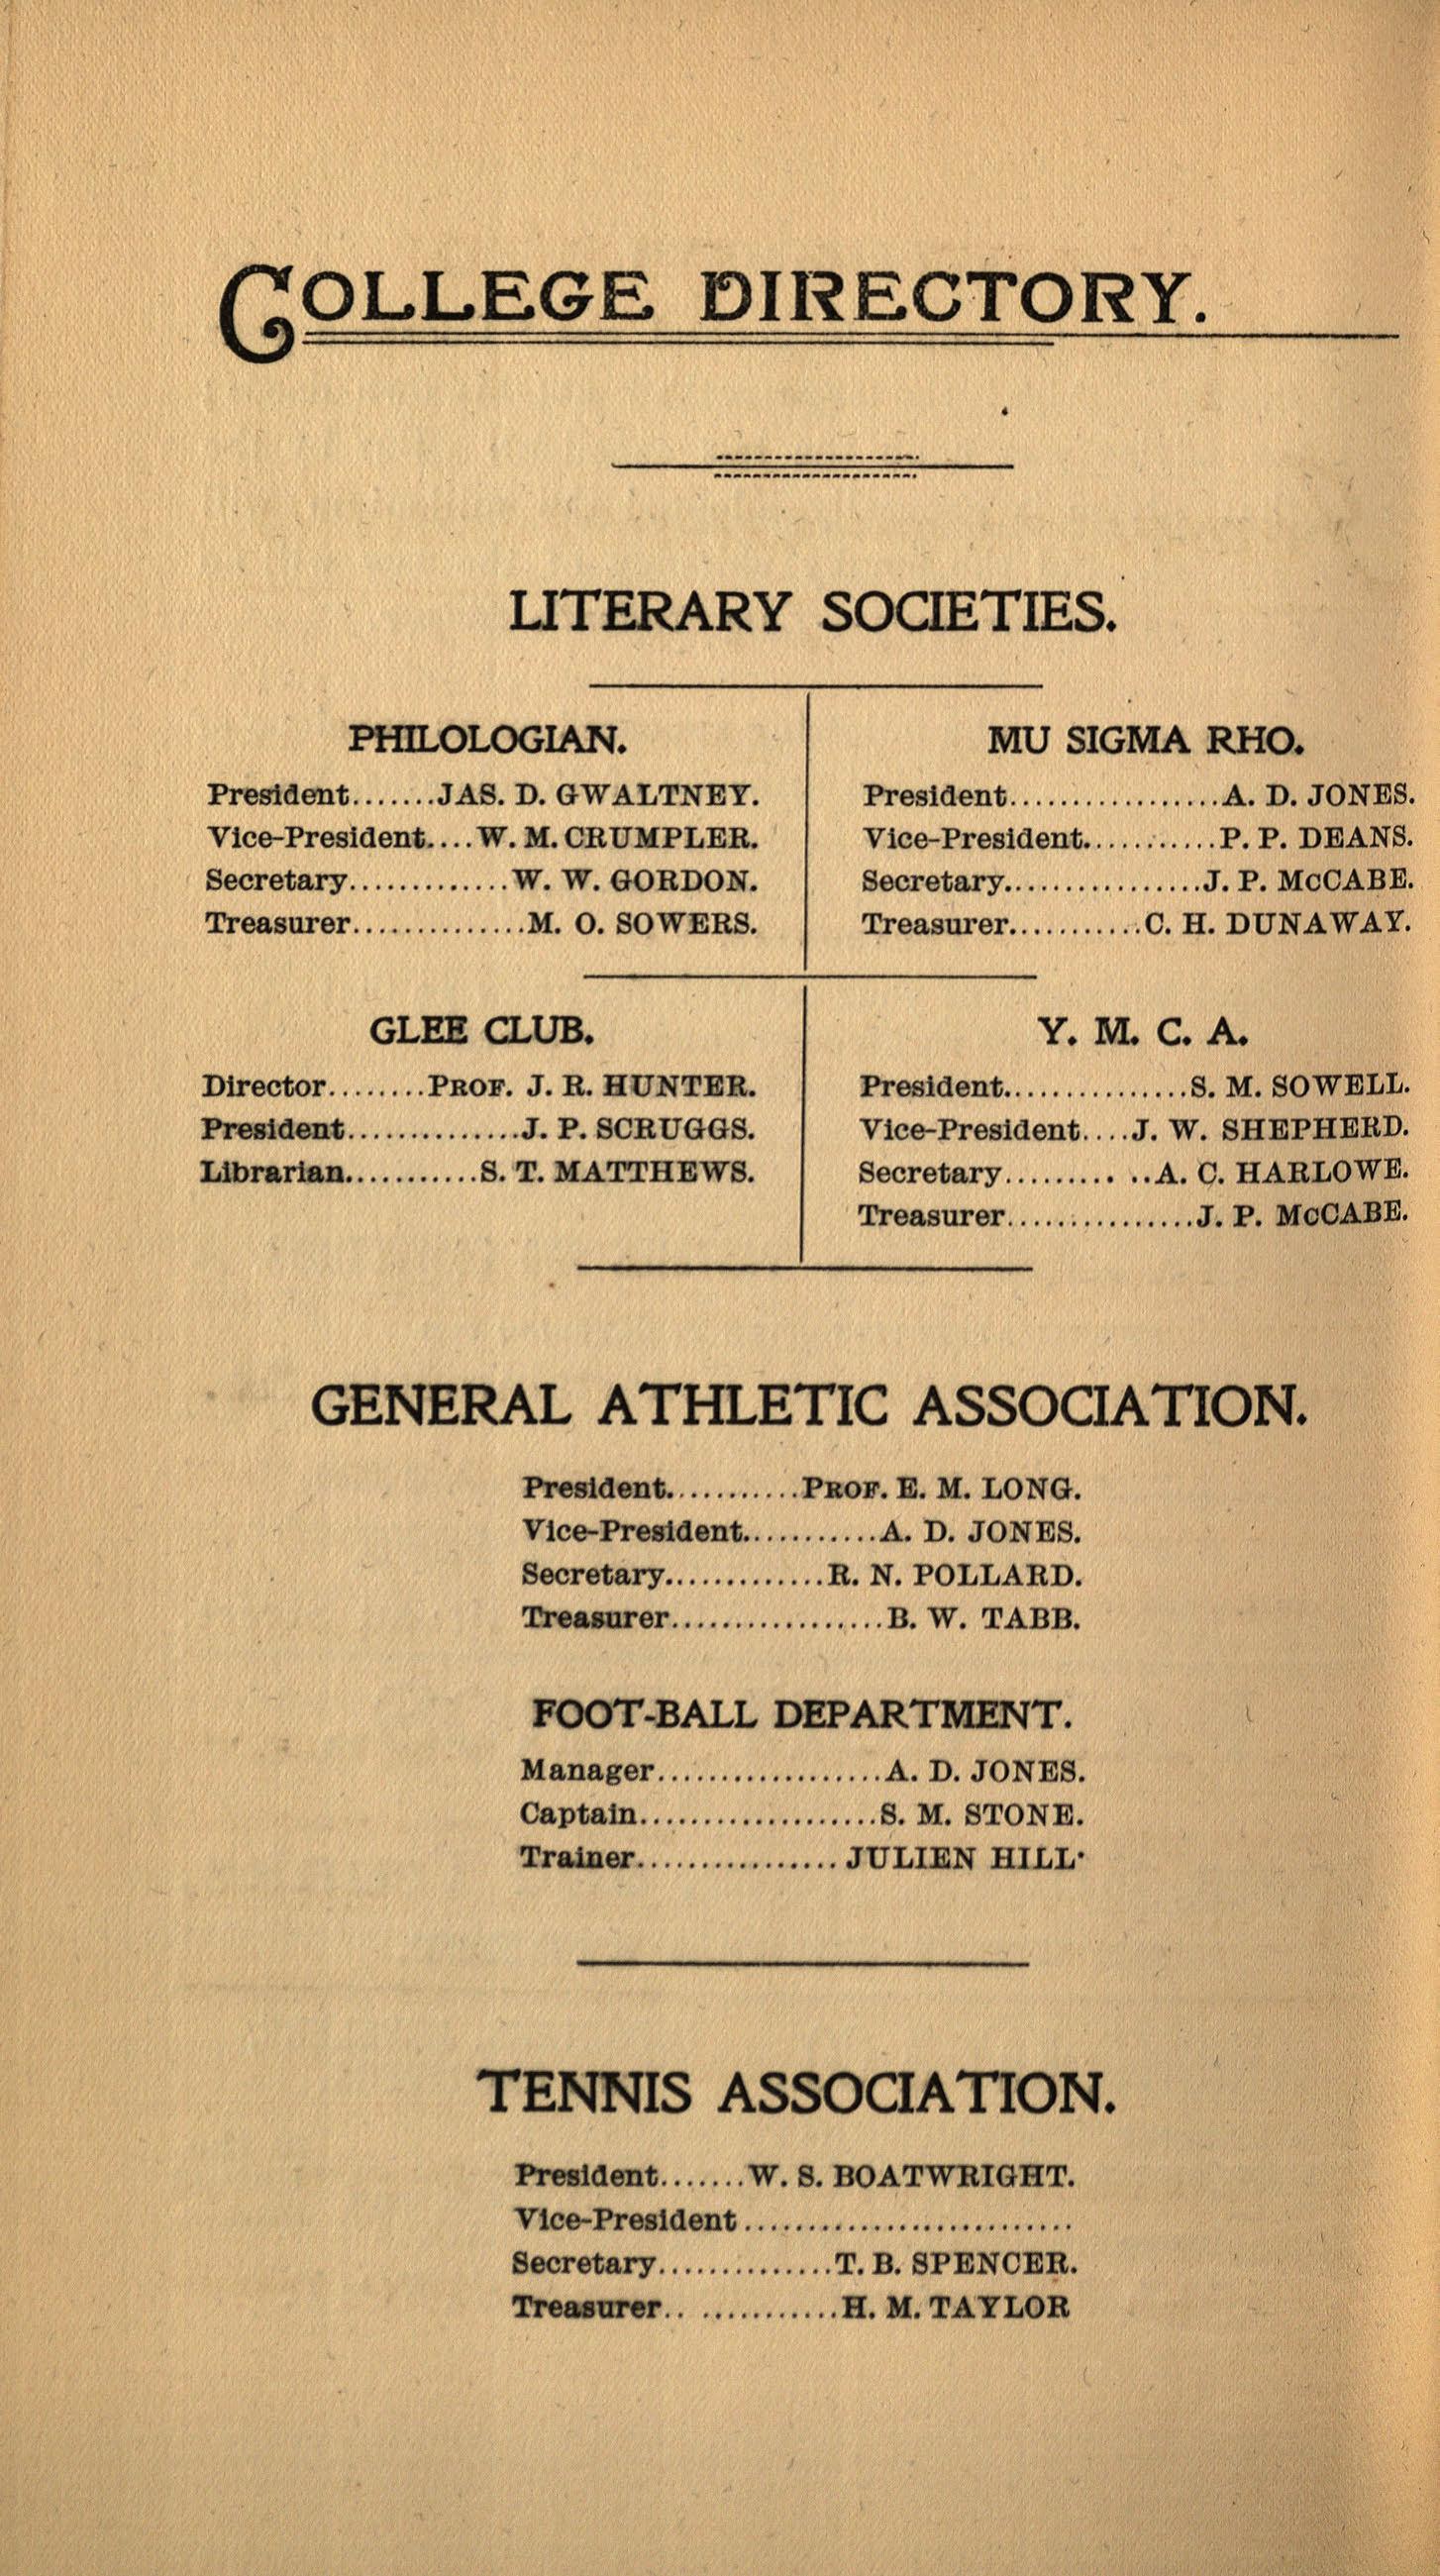 COLLEGE DIRECTORY.
LITERARY SOCIETIES.
PHILOLOGIAN.
President.......JAS. D. GWALTNEY.
Vice-President....W. M. CRUMPLER.
Secretary.............W. W. GORDON.
Treasurer..............M. O. SOWERS.
MU SIGMA RHO.
President.................A. D. JONES.
Vice-President...........P. P. DEANS.
Secretary................J. P. McCABE.
Treasurer...........C. H. DUNAWAY.
GLEE CLUB.
Director........PROF. J. R. HUNTER.
President..............J. P. SCRUGGS.
Librarian...........S. T. MATTHEWS.
Y. M. C. A.
President...............S. M. SOWELL.
Vice-President....J. W. SHEPHERD.
Secretary......... ..A. C. HARLOWE.
Treasurer...............J. P. McCABE.
GENERAL ATHLETIC ASSOCIATION.
President...........PROF. E. M. LONG.
Vice-President...........A. D. JONES.
Secretary.............R. N. POLLARD.
Treasurer.................B. W. TABB.
FOOT-BALL DEPARTMENT.
Manager..................A. D. JONES.
Captain...................S. M. STONE.
Trainer................JULIEN HILL·
TENNIS ASSOCIATION.
President.......W. S. BOATWRIGHT.
Vice-President..........................
Secretary..............T. B. SPENCER.
Treasurer.. ...........H. M. TAYLOR